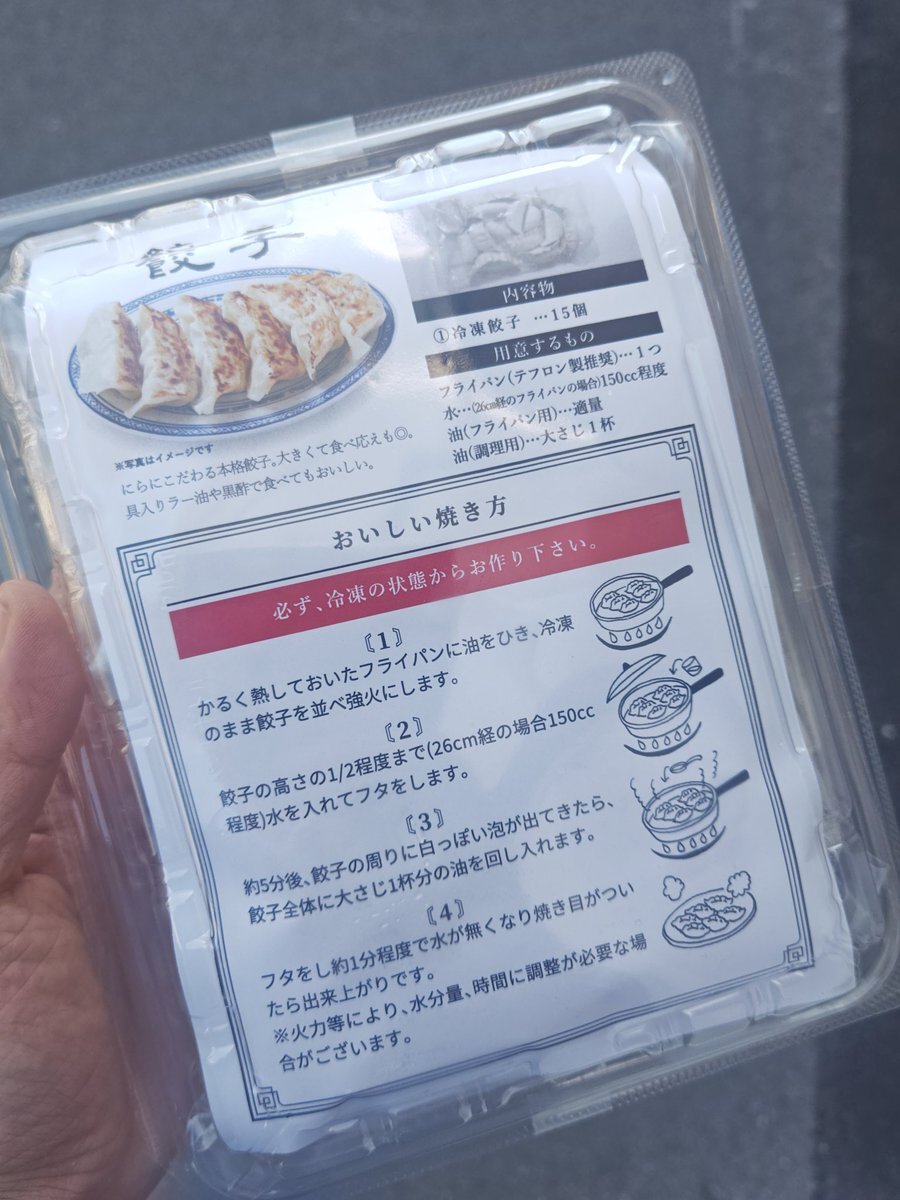 餃子
※写真はイメージです
にらにこだわる本格餃子。大きくて食べ応えも◎。
具入りラー油や黒酢で食べてもおいしい。
内容物
①冷凍餃子 …15個
用意するもの
フライパン(テフロン製推奨)…1つ
水…(26cm経のフライパンの場合)150cc程度
油(フライパン用)…適量
油(調理用)…大さじ1杯
おいしい焼き方
必ず、冷凍の状態からお作り下さい。
〘1〙
かるく熱しておいたフライパンに油をひき、冷凍
のまま餃子を並べ強火にします。
〘2〙
餃子の高さの1/2程度まで(26cm経の場合150cc
程度)水を入れてフタをします。
〘3〙
約5分後、餃子の周りに白っぽい泡が出てきたら、
餃子全体に大さじ1杯分の油を回し入れます。
〘4〙
フタをし約1分程度で水が無くなり焼き目がつい
たら出来上がりです。
※火力等により、水分量、時間に調整が必要な場
合がございます。